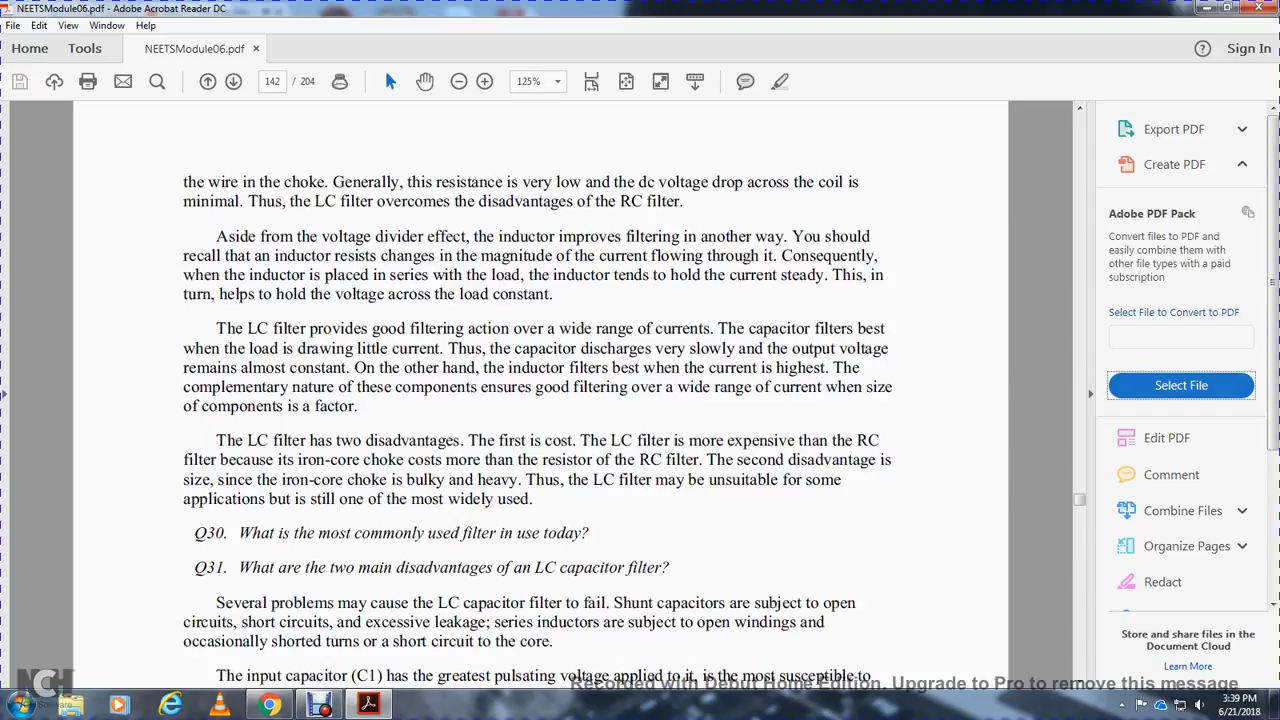 NEETSModule06.pdf - Adobe Acrobat Reader DC
File Edit View Window Help
Home Tools NEETSModule06.pdf × Sign In
142 / 204 125%
the wire in the choke. Generally, this resistance is very low and the dc voltage drop across the coil is
minimal. Thus, the LC filter overcomes the disadvantages of the RC filter.
Aside from the voltage divider effect, the inductor improves filtering in another way. You should
recall that an inductor resists changes in the magnitude of the current flowing through it. Consequently,
when the inductor is placed in series with the load, the inductor tends to hold the current steady. This, in
turn, helps to hold the voltage across the load constant.
The LC filter provides good filtering action over a wide range of currents. The capacitor filters best
when the load is drawing little current. Thus, the capacitor discharges very slowly and the output voltage
remains almost constant. On the other hand, the inductor filters best when the current is highest. The
complementary nature of these components ensures good filtering over a wide range of current when size
of components is a factor.
The LC filter has two disadvantages. The first is cost. The LC filter is more expensive than the RC
filter because its iron-core choke costs more than the resistor of the RC filter. The second disadvantage is
size, since the iron-core choke is bulky and heavy. Thus, the LC filter may be unsuitable for some
applications but is still one of the most widely used.
Q30. What is the most commonly used filter in use today?
Q31. What are the two main disadvantages of an LC capacitor filter?
Several problems may cause the LC capacitor filter to fail. Shunt capacitors are subject to open
circuits, short circuits, and excessive leakage; series inductors are subject to open windings and
occasionally shorted turns or a short circuit to the core.
The input capacitor (C1) has the greatest pulsating voltage applied to it, is the most susceptible to
Export PDF
Create PDF
Adobe PDF Pack
Convert files to PDF and
easily combine them with
other file types with a paid
subscription
Select File to Convert to PDF
Select File
Edit PDF
Comment
Combine Files
Organize Pages
Redact
Store and share files in the
Document Cloud
Learn More
Recorded with Debut Home Edition. Upgrade to Pro to remove this message
NCH
Software
3:39 PM
6/21/2018